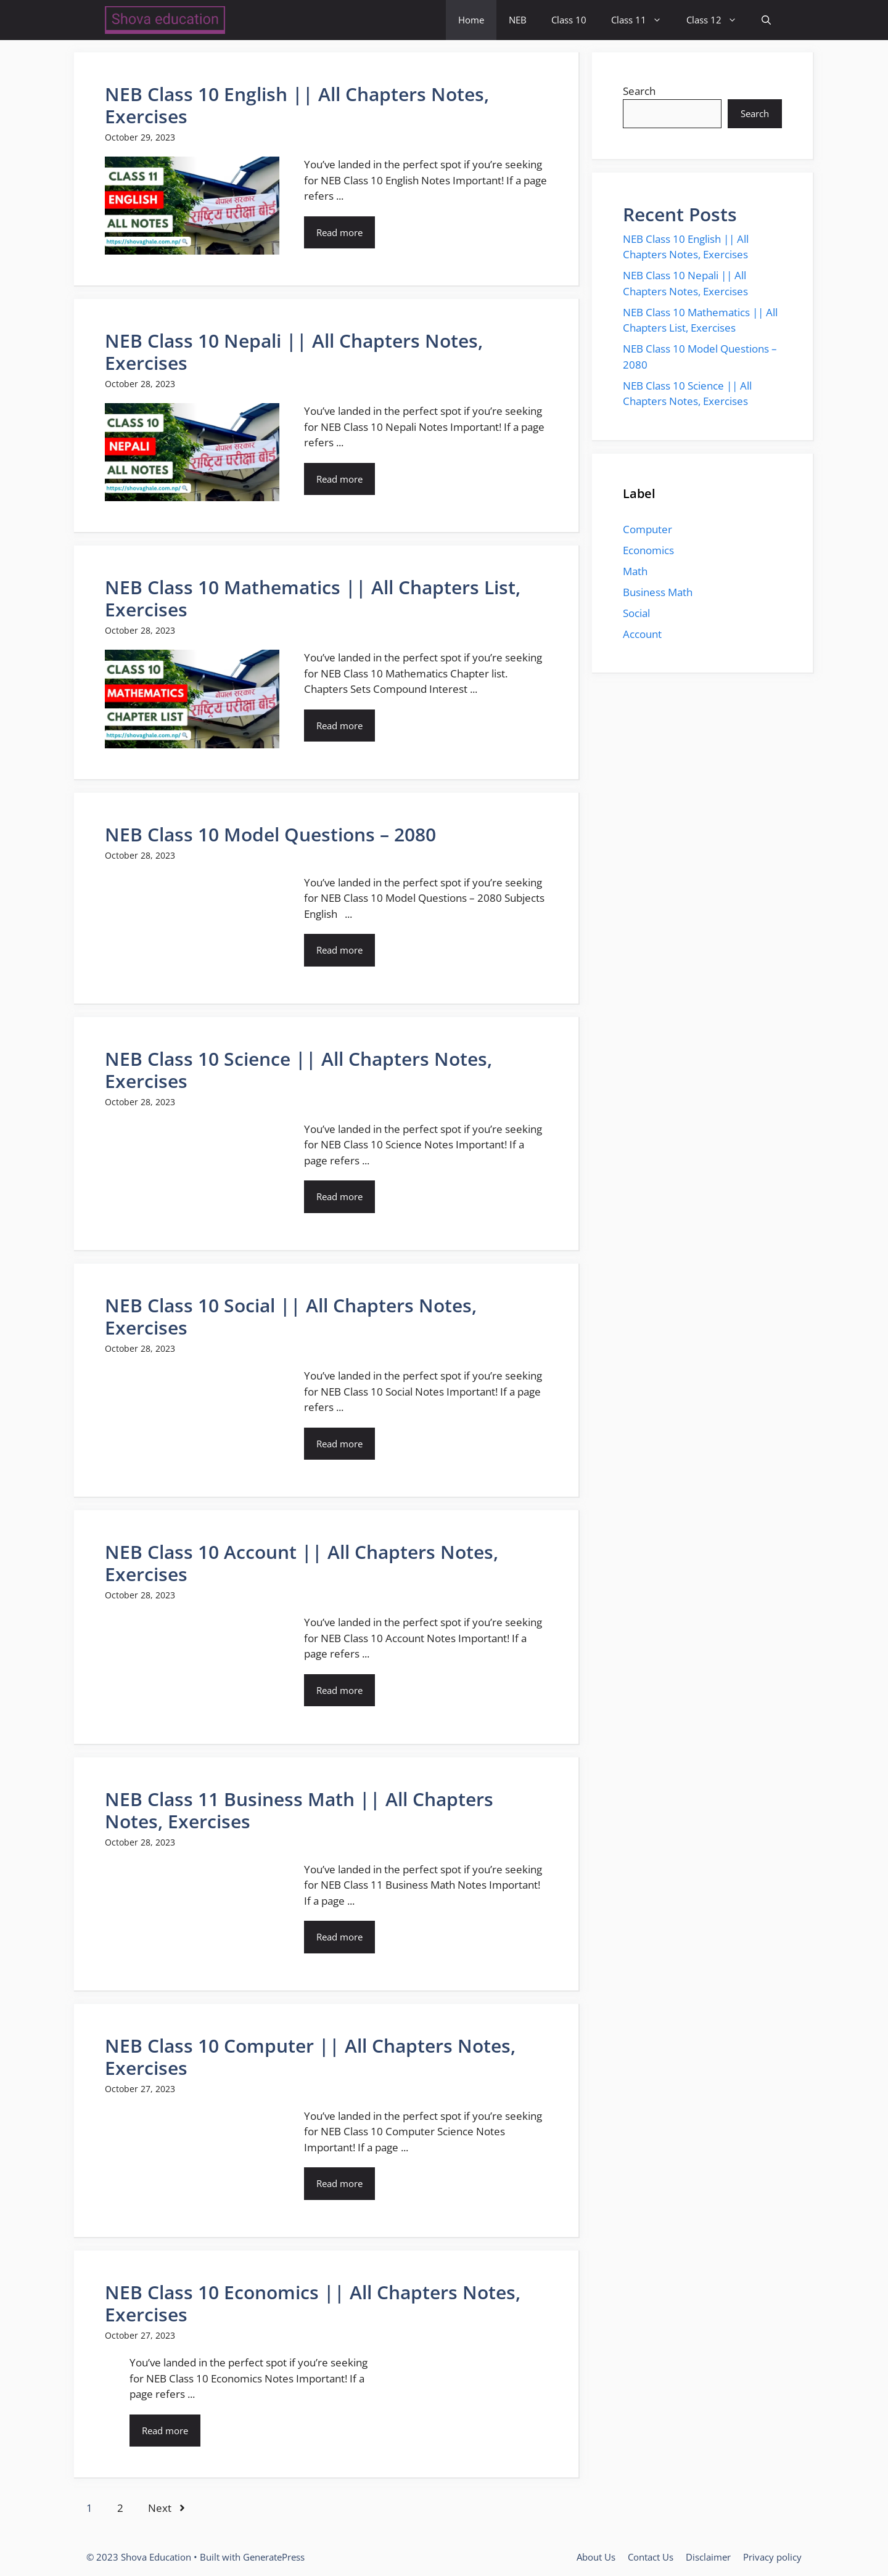 Shova education
Home
NEB
Class 10
Class 11
Class 12
NEB Class 10 English || All Chapters Notes,
Exercises
October 29, 2023
CLASS 11
ENGLISH
ALL NOTES
https://shovaghale.com.np/
नेपाल सरकार
राष्ट्रिय परीक्षा बोर्ड
You’ve landed in the perfect spot if you’re seeking
for NEB Class 10 English Notes Important! If a page
refers ...
Read more
NEB Class 10 Nepali || All Chapters Notes,
Exercises
October 28, 2023
CLASS 10
NEPALI
ALL NOTES
https://shovaghale.com.np/
नेपाल सरकार
राष्ट्रिय परीक्षा बोर्ड
You’ve landed in the perfect spot if you’re seeking
for NEB Class 10 Nepali Notes Important! If a page
refers ...
Read more
NEB Class 10 Mathematics || All Chapters List,
Exercises
October 28, 2023
CLASS 10
MATHEMATICS
CHAPTER LIST
https://shovaghale.com.np/
नेपाल सरकार
राष्ट्रिय परीक्षा बोर्ड
You’ve landed in the perfect spot if you’re seeking
for NEB Class 10 Mathematics Chapter list.
Chapters Sets Compound Interest ...
Read more
NEB Class 10 Model Questions – 2080
October 28, 2023
You’ve landed in the perfect spot if you’re seeking
for NEB Class 10 Model Questions – 2080 Subjects
English ...
Read more
NEB Class 10 Science || All Chapters Notes,
Exercises
October 28, 2023
You’ve landed in the perfect spot if you’re seeking
for NEB Class 10 Science Notes Important! If a
page refers ...
Read more
NEB Class 10 Social || All Chapters Notes,
Exercises
October 28, 2023
You’ve landed in the perfect spot if you’re seeking
for NEB Class 10 Social Notes Important! If a page
refers ...
Read more
NEB Class 10 Account || All Chapters Notes,
Exercises
October 28, 2023
You’ve landed in the perfect spot if you’re seeking
for NEB Class 10 Account Notes Important! If a
page refers ...
Read more
NEB Class 11 Business Math || All Chapters
Notes, Exercises
October 28, 2023
You’ve landed in the perfect spot if you’re seeking
for NEB Class 11 Business Math Notes Important!
If a page ...
Read more
NEB Class 10 Computer || All Chapters Notes,
Exercises
October 27, 2023
You’ve landed in the perfect spot if you’re seeking
for NEB Class 10 Computer Science Notes
Important! If a page ...
Read more
NEB Class 10 Economics || All Chapters Notes,
Exercises
October 27, 2023
You’ve landed in the perfect spot if you’re seeking
for NEB Class 10 Economics Notes Important! If a
page refers ...
Read more
1 2 Next
Search
Search
Recent Posts
NEB Class 10 English || All
Chapters Notes, Exercises
NEB Class 10 Nepali || All
Chapters Notes, Exercises
NEB Class 10 Mathematics || All
Chapters List, Exercises
NEB Class 10 Model Questions –
2080
NEB Class 10 Science || All
Chapters Notes, Exercises
Label
Computer
Economics
Math
Business Math
Social
Account
© 2023 Shova Education • Built with GeneratePress
About Us
Contact Us
Disclaimer
Privacy policy